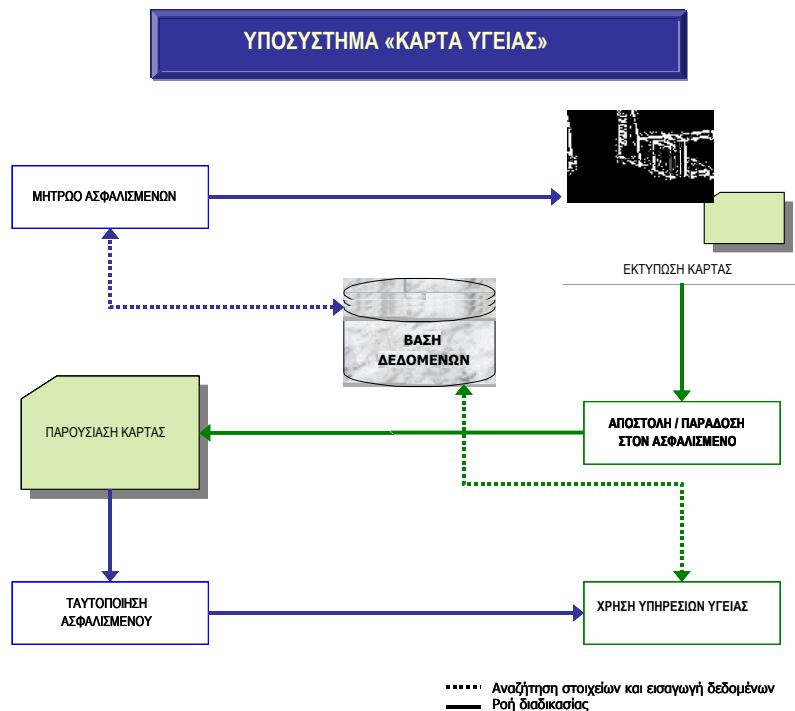 ΥΠΟΣΥΣΤΗΜΑ «ΚΑΡΤΑ ΥΓΕΙΑΣ»
ΜΗΤΡΩΟ ΑΣΦΑΛΙΣΜΕΝΩΝ
ΕΚΤΥΠΩΣΗ ΚΑΡΤΑΣ
ΒΑΣΗ
ΔΕΔΟΜΕΝΩΝ
ΠΑΡΟΥΣΙΑΣΗ ΚΑΡΤΑΣ
ΑΠΟΣΤΟΛΗ / ΠΑΡΑΔΟΣΗ
ΣΤΟΝ ΑΣΦΑΛΙΣΜΕΝΟ
ΤΑΥΤΟΠΟΙΗΣΗ
ΑΣΦΑΛΙΣΜΕΝΟΥ
ΧΡΗΣΗ ΥΠΗΡΕΣΙΩΝ ΥΓΕΙΑΣ
Αναζήτηση στοιχείων και εισαγωγή δεδομένων
Ροή διαδικασίας